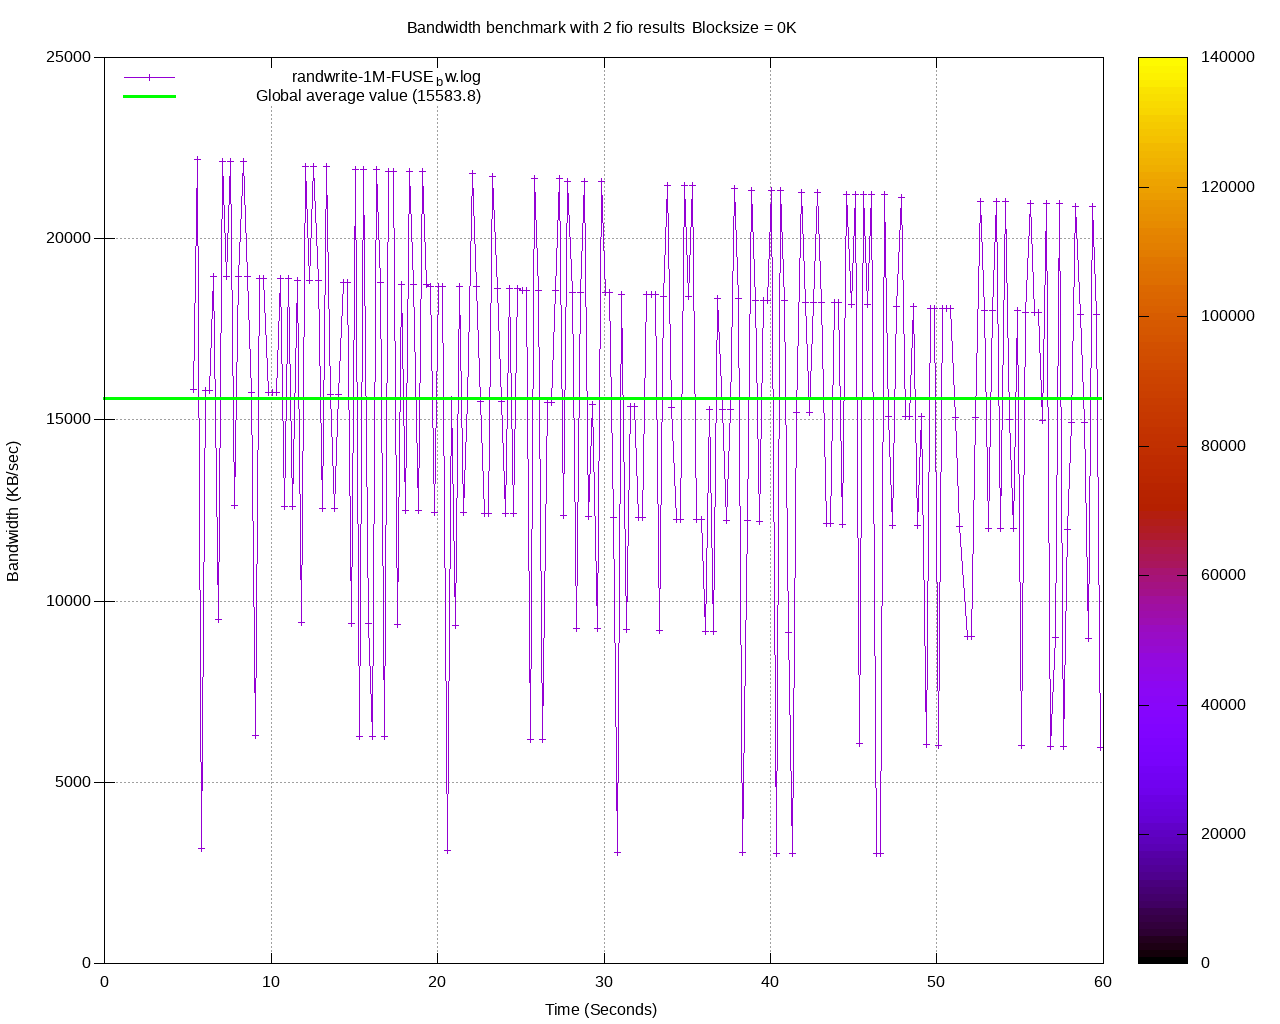 Bandwidth benchmark with 2 fio results Blocksize = 0K
randwrite-1M-FUSE_bw.log
Global average value (15583.8)
25000
20000
15000
10000
5000
0
Bandwidth (KB/sec)
0 10 20 30 40 50 60
Time (Seconds)
140000
120000
100000
80000
60000
40000
20000
0